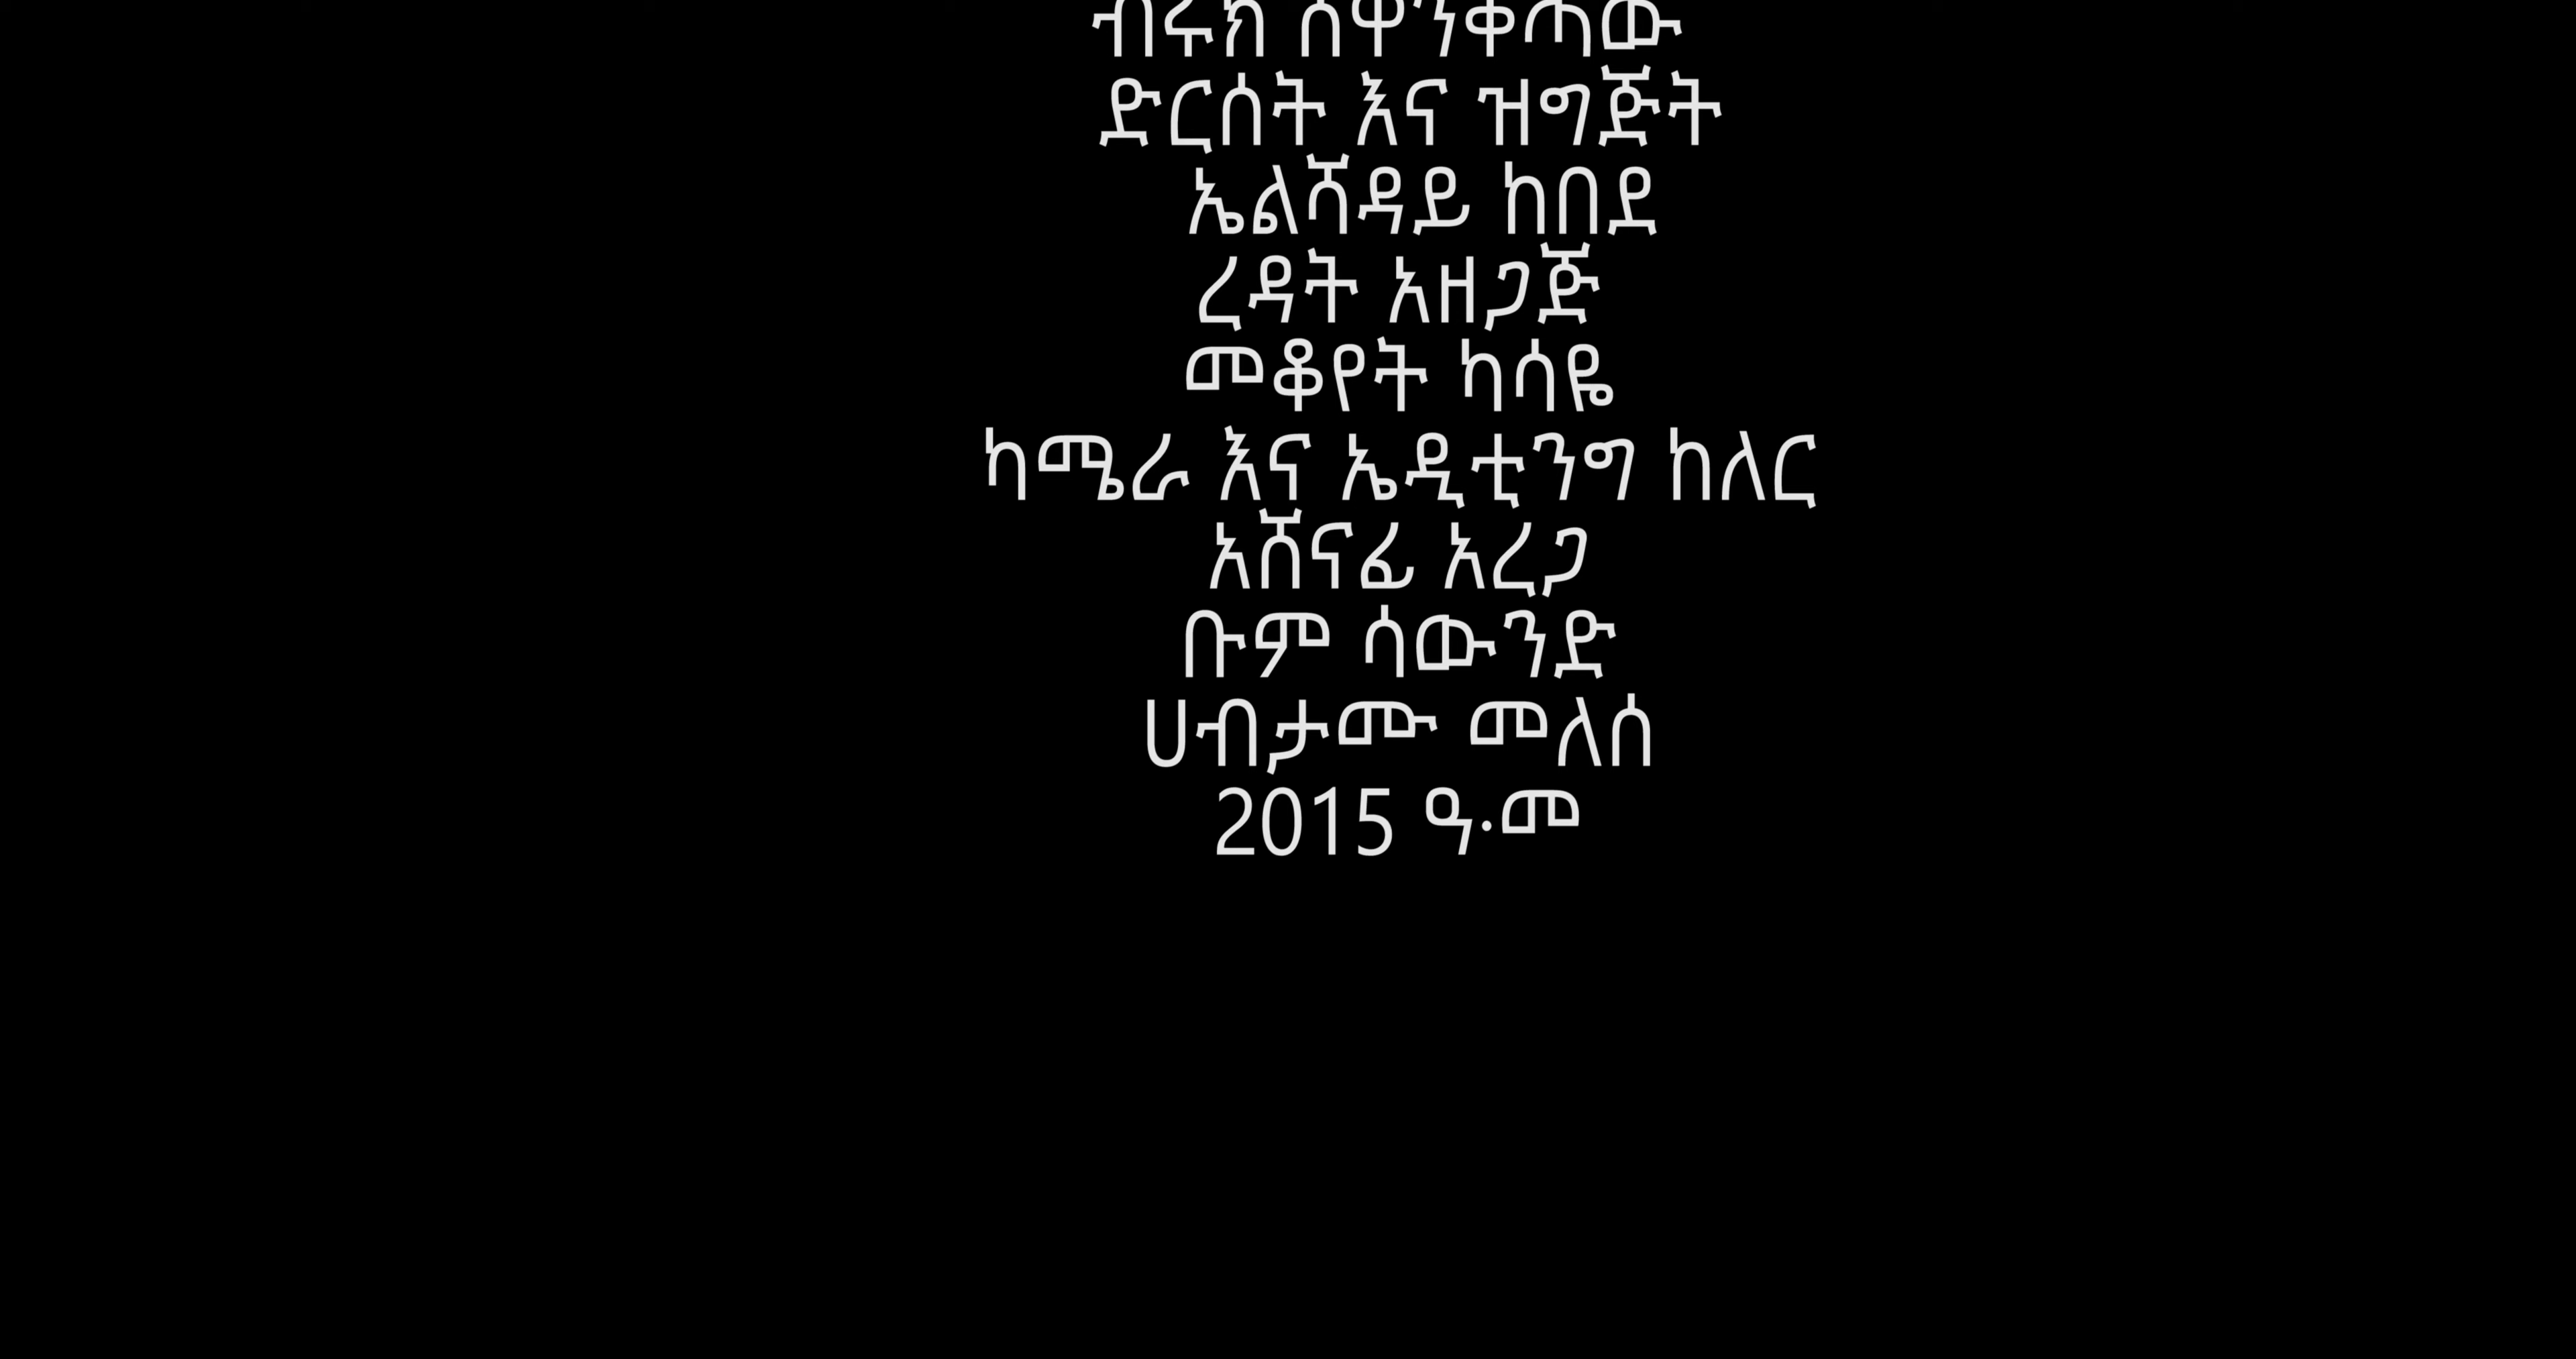 ድርሰት እና ዝግጅት
ኤልሻዳይ ከበደ
ረዳት አዘጋጅ
መቆየት ካሳዬ
ካሜራ እና ኤዲቲንግ ከለር
አሸናፊ አረጋ
ቡም ሳውንድ
ሀብታሙ መለሰ
2015 ዓ.መ